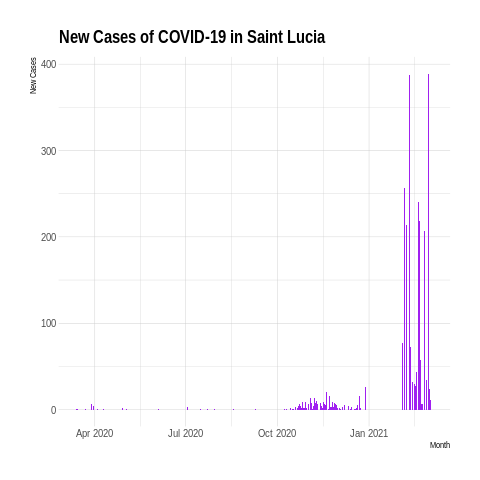 New Cases of COVID-19 in Saint Lucia
New Cases
400
300
200
100
0
Apr 2020
Jul 2020
Oct 2020
Jan 2021
Month